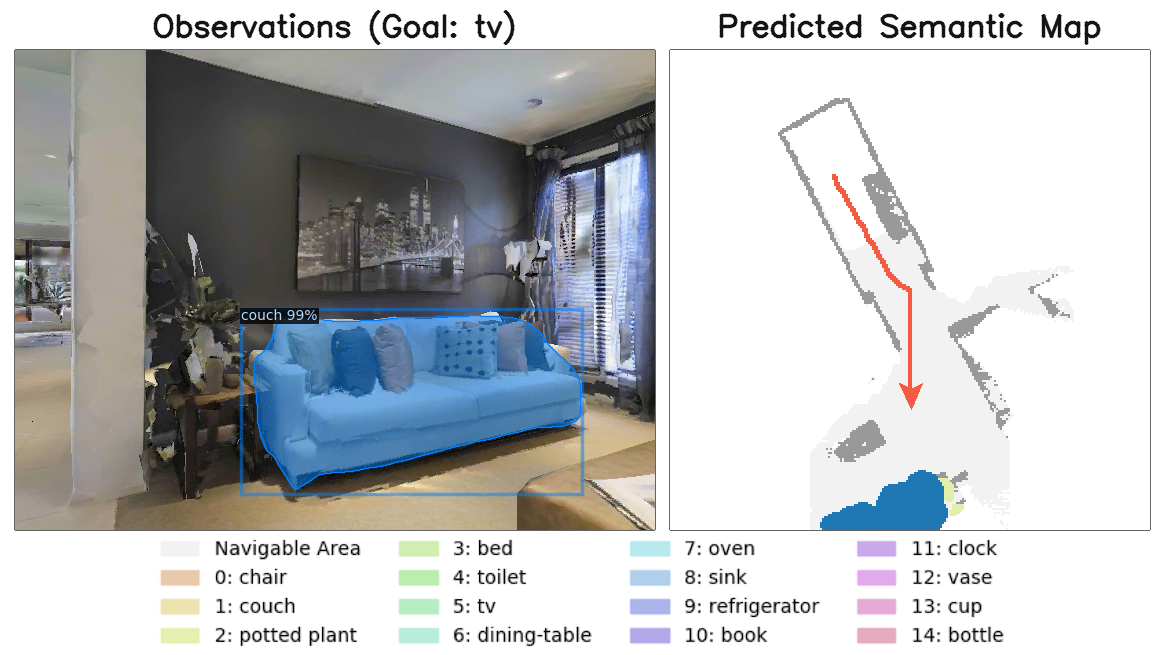 Observations (Goal: tv)
Predicted Semantic Map
couch 99%
Navigable Area
0: chair
1: couch
2: potted plant
3: bed
4: toilet
5: tv
6: dining-table
7: oven
8: sink
9: refrigerator
10: book
11: clock
12: vase
13: cup
14: bottle